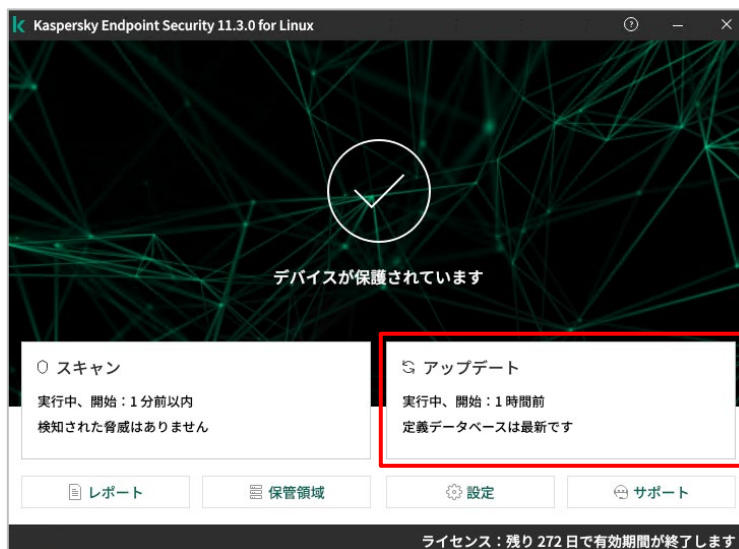 Kaspersky Endpoint Security 11.3.0 for Linux
デバイスが保護されています
スキャン
実行中、開始：1 分前以内
検知された脅威はありません
アップデート
実行中、開始：1 時間前
定義データベースは最新です
レポート
保管領域
設定
サポート
ライセンス：残り 272 日で有効期間が終了します